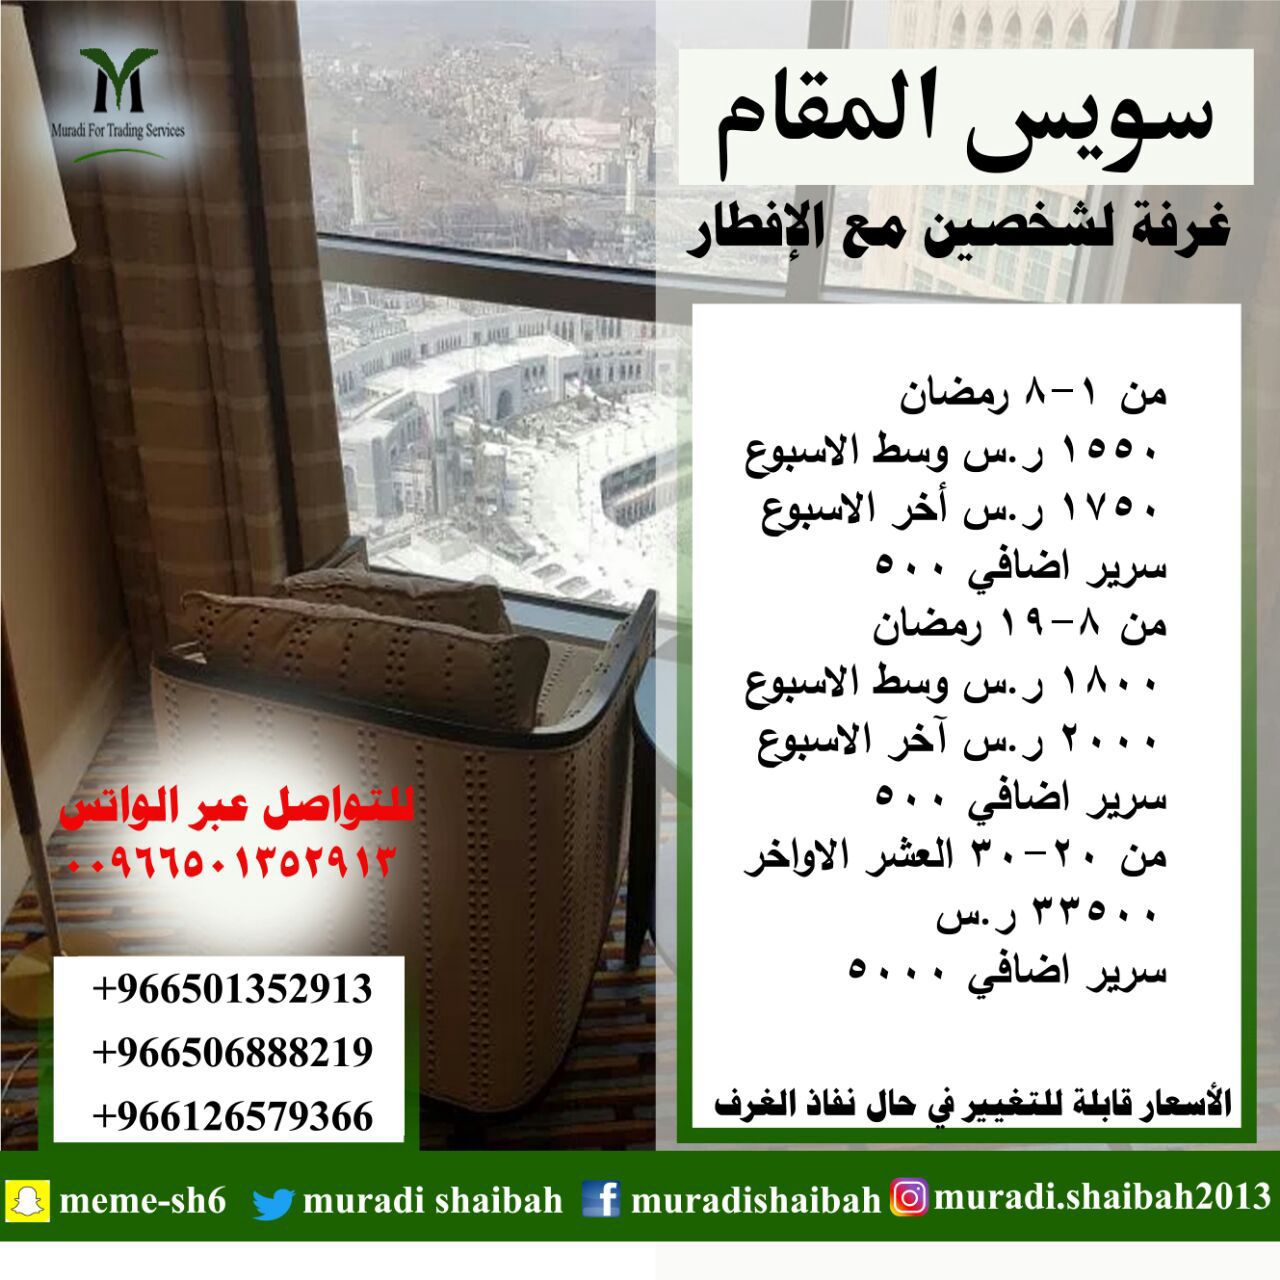 Muradi For Trading Services
سويس المقام
غرفة لشخصين مع الإفطار
من ١-٨ رمضان
١٥٥٠ ر.س وسط الاسبوع
١٧٥٠ ر.س أخر الاسبوع
سرير اضافي ٥٠٠
من ٨-١٩ رمضان
١٨٠٠ ر.س وسط الاسبوع
٢٠٠٠ ر.س آخر الاسبوع
سرير اضافي ٥٠٠
من ٢٠-٣٠ العشر الاواخر
٣٣٥٠٠ ر.س
سرير اضافي ٥٠٠٠
الأسعار قابلة للتغيير في حال نفاذ الغرف
للتواصل عبر الواتس
٠٠٩٦٦٥٠١٣٥٢٩١٣
+966501352913
+966506888219
+966126579366
meme-sh6 muradi shaibah muradishaibah muradi.shaibah2013